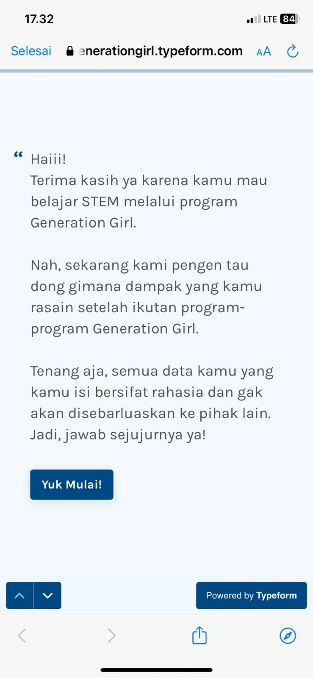 17.32
LTE 84
Selesai enerationgirl.typeform.com AA
“ Haiii!
Terima kasih ya karena kamu mau
belajar STEM melalui program
Generation Girl.
Nah, sekarang kami pengen tau
dong gimana dampak yang kamu
rasain setelah ikutan program-
program Generation Girl.
Tenang aja, semua data kamu yang
kamu isi bersifat rahasia dan gak
akan disebarluaskan ke pihak lain.
Jadi, jawab sejujurnya ya!
Yuk Mulai!
Powered by Typeform